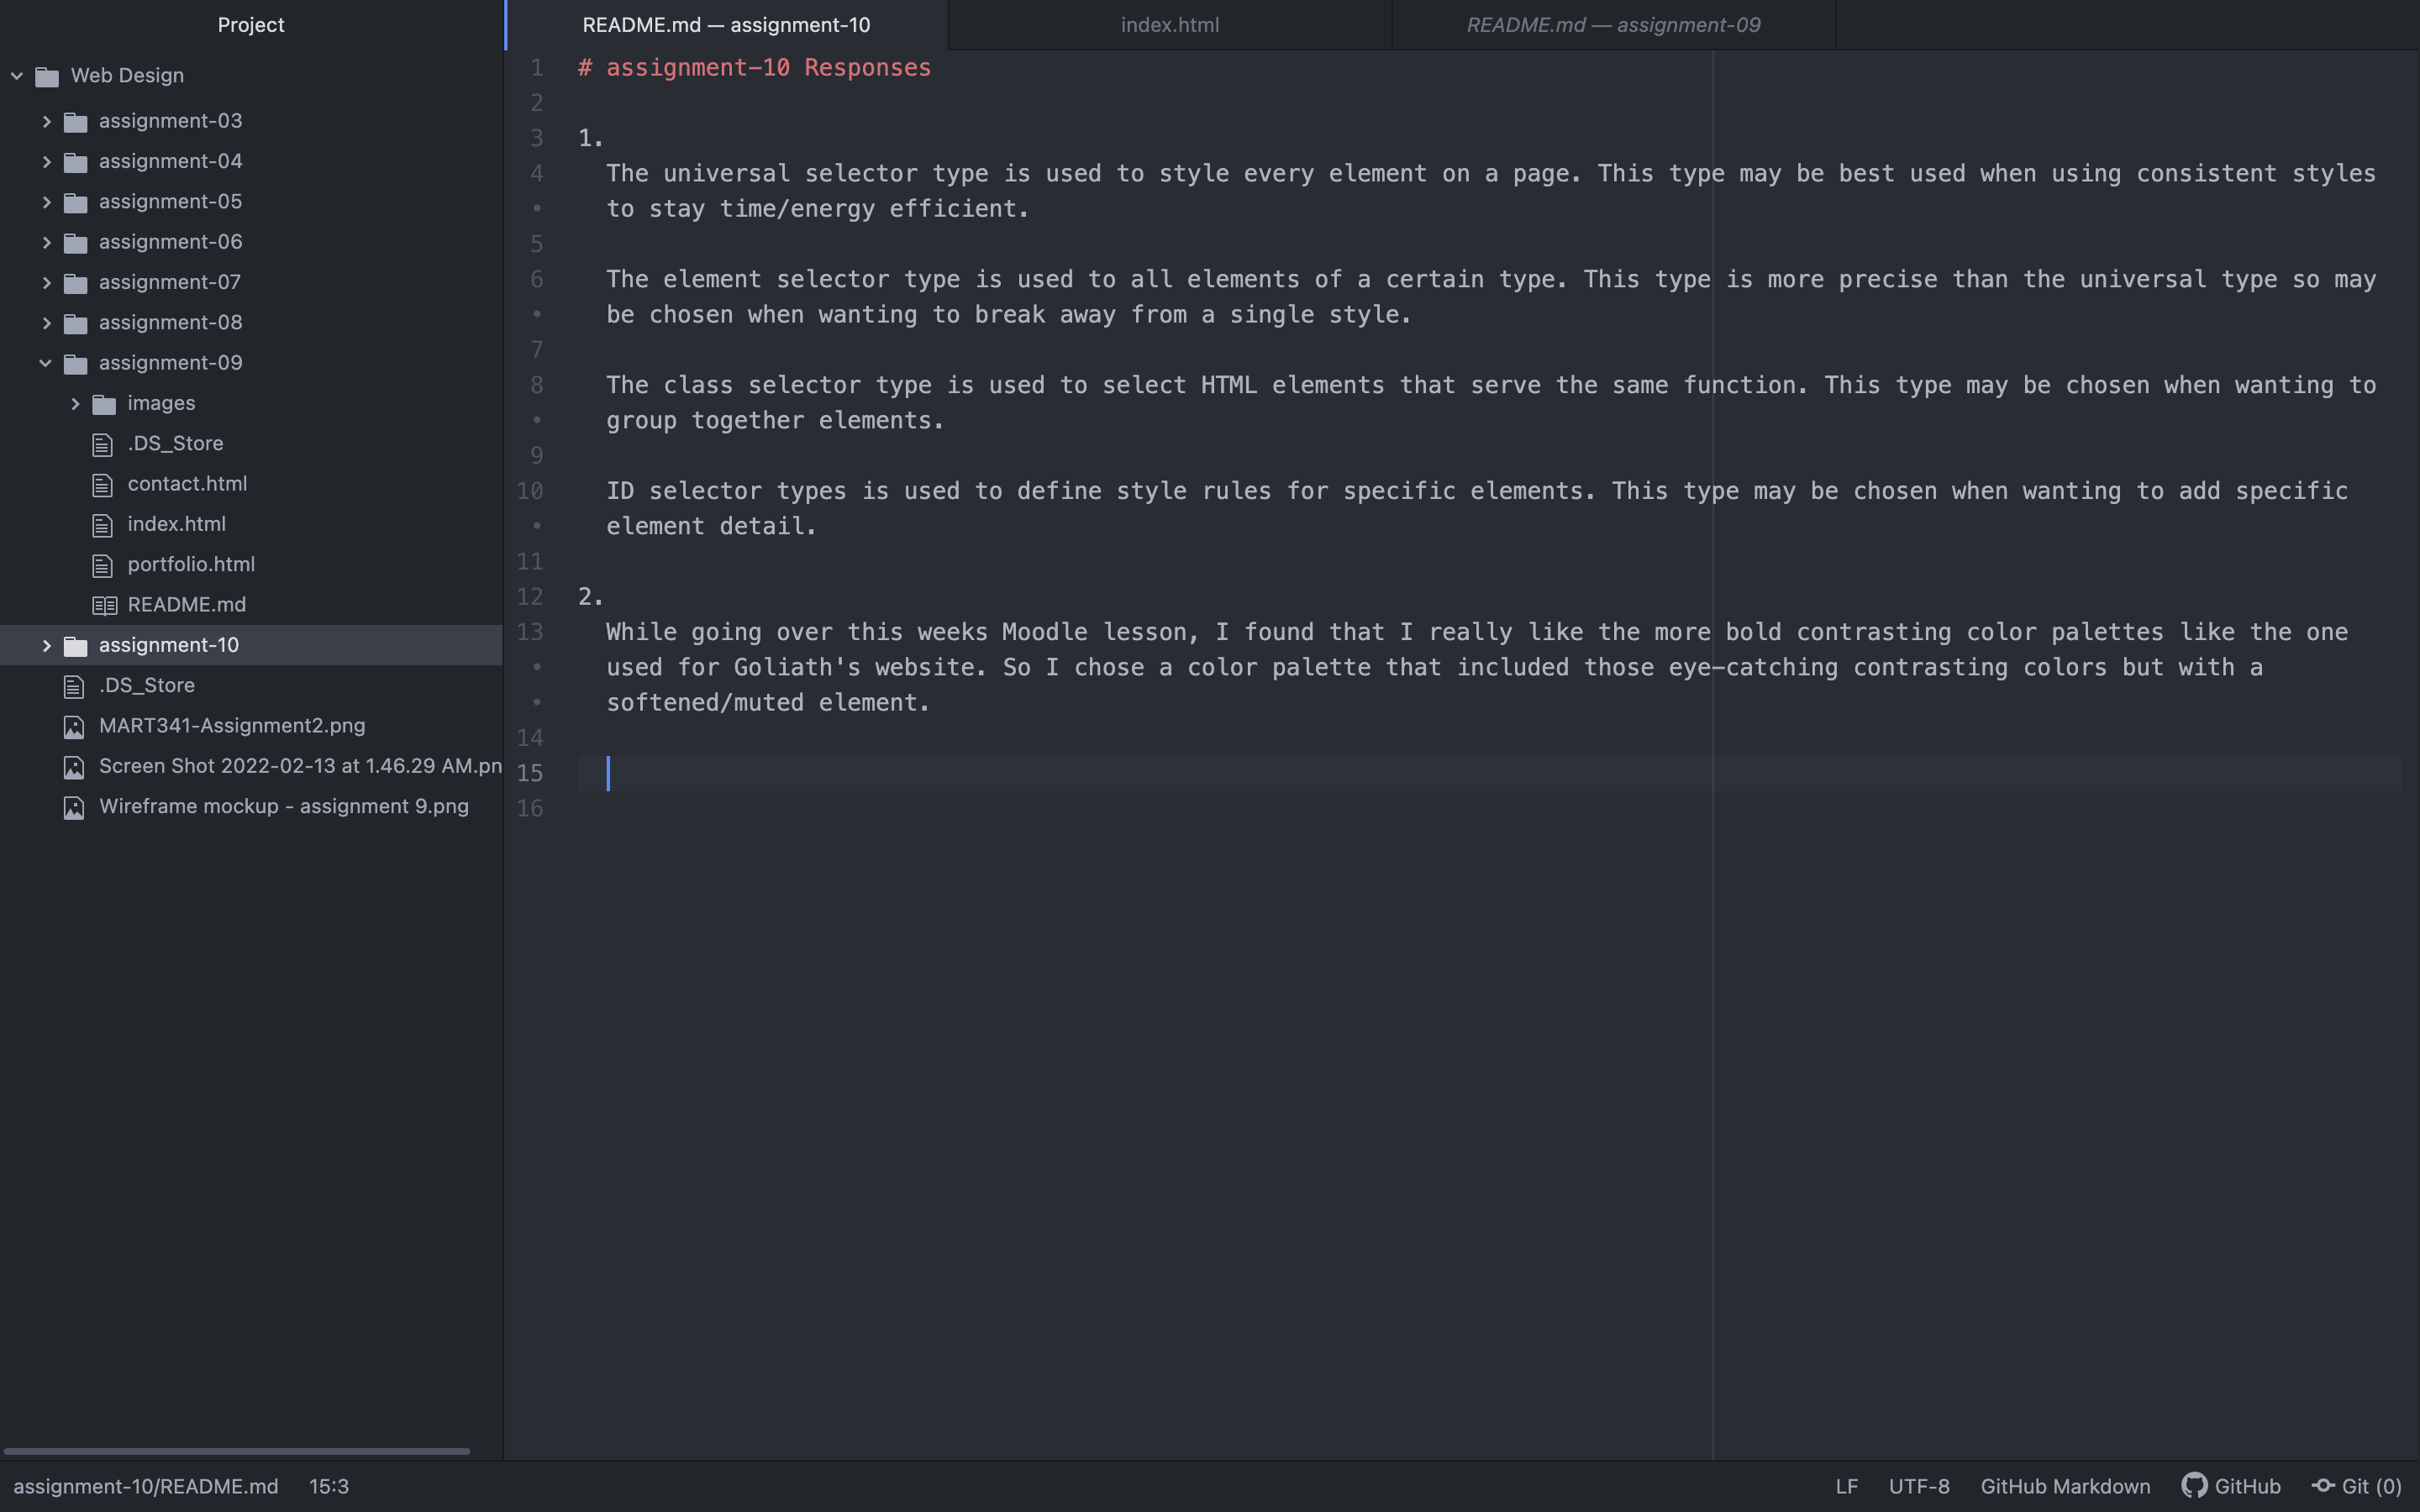 Project
Web Design
assignment-03
assignment-04
assignment-05
assignment-06
assignment-07
assignment-08
assignment-09
images
.DS_Store
contact.html
index.html
portfolio.html
README.md
assignment-10
.DS_Store
MART341-Assignment2.png
Screen Shot 2022-02-13 at 1.46.29 AM.pn
Wireframe mockup - assignment 9.png
README.md — assignment-10
index.html
README.md — assignment-09
1 # assignment-10 Responses
2
3 1.
4 The universal selector type is used to style every element on a page. This type may be best used when using consistent styles
• to stay time/energy efficient.
5
6 The element selector type is used to all elements of a certain type. This type is more precise than the universal type so may
• be chosen when wanting to break away from a single style.
7
8 The class selector type is used to select HTML elements that serve the same function. This type may be chosen when wanting to
• group together elements.
9
10 ID selector types is used to define style rules for specific elements. This type may be chosen when wanting to add specific
• element detail.
11
12 2.
13 While going over this weeks Moodle lesson, I found that I really like the more bold contrasting color palettes like the one
• used for Goliath's website. So I chose a color palette that included those eye-catching contrasting colors but with a
• softened/muted element.
14
15
16
assignment-10/README.md 15:3
LF UTF-8 GitHub Markdown GitHub Git (0)